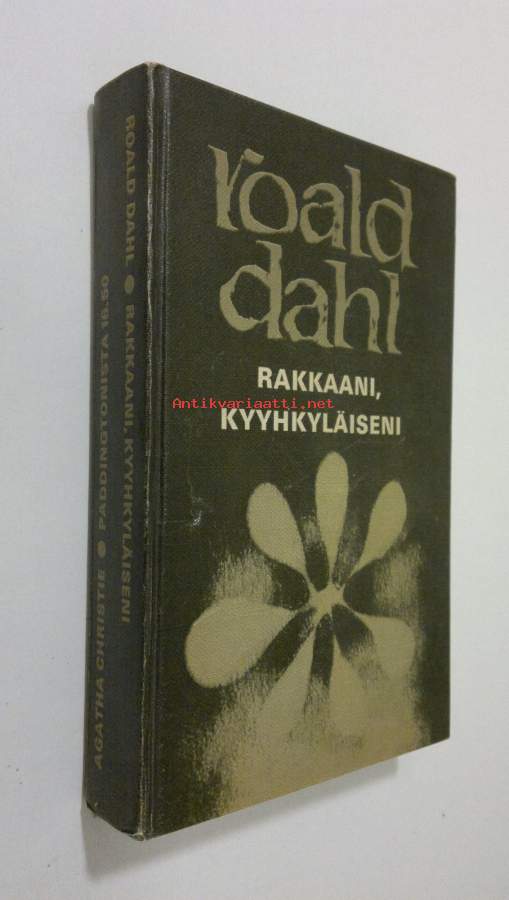 roald
dahl
RAKKAANI,
KYYHKYLÄISENI
Antikvariaatti.net
ROALD DAHL ● RAKKAANI, KYYHKYLÄISENI
AGATHA CHRISTIE ● PADDINGTONISTA 16.50